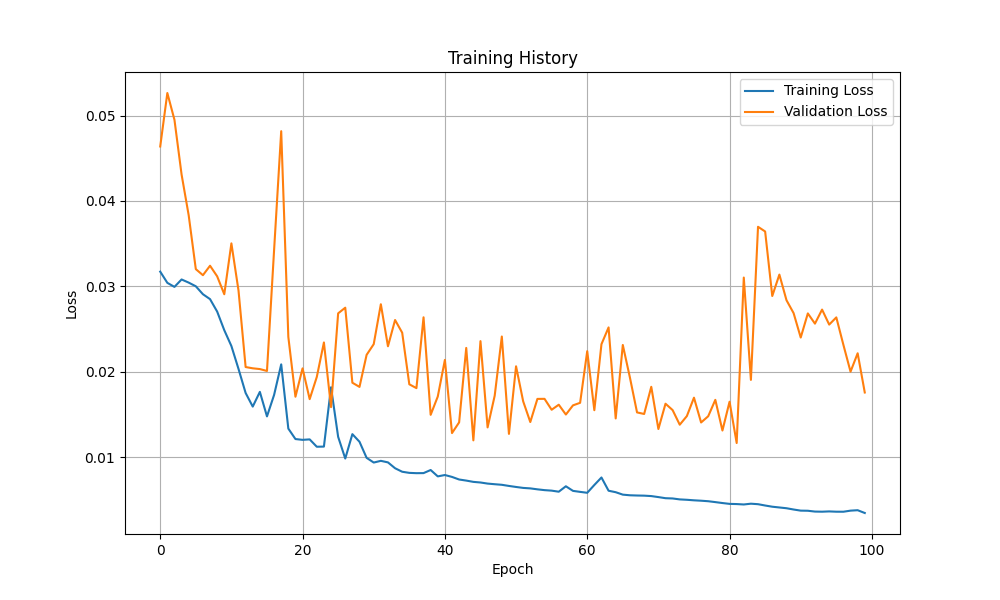 Training History
Training Loss
Validation Loss
0.05
0.04
0.03
0.02
0.01
Loss
0 20 40 60 80 100
Epoch